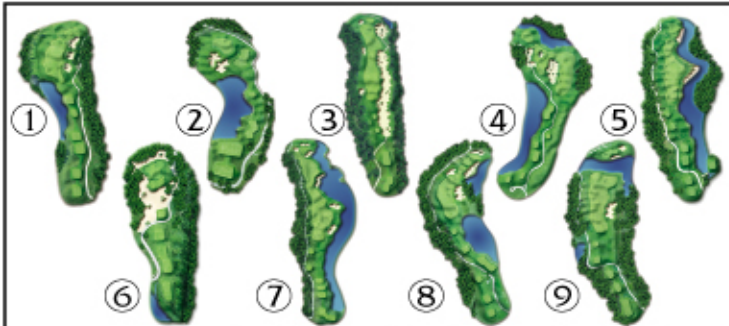 ① ② ③ ④ ⑤
⑥ ⑦ ⑧ ⑨